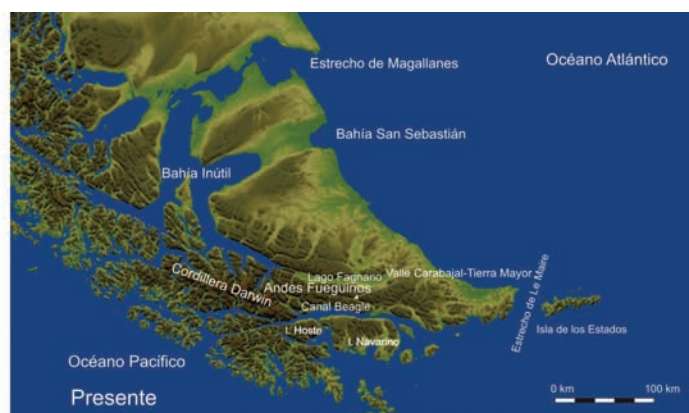 Estrecho de Magallanes
Océano Atlántico
Bahía San Sebastián
Bahía Inútil
Lago Fagnano
Valle Carabajal-Tierra Mayor
Cordillera Darwin
Andes Fueguinos
Canal Beagle
Estrecho de Le Maire
I. Hoste
I. Navarino
Isla de los Estados
Océano Pacífico
Presente
0 km
100 km